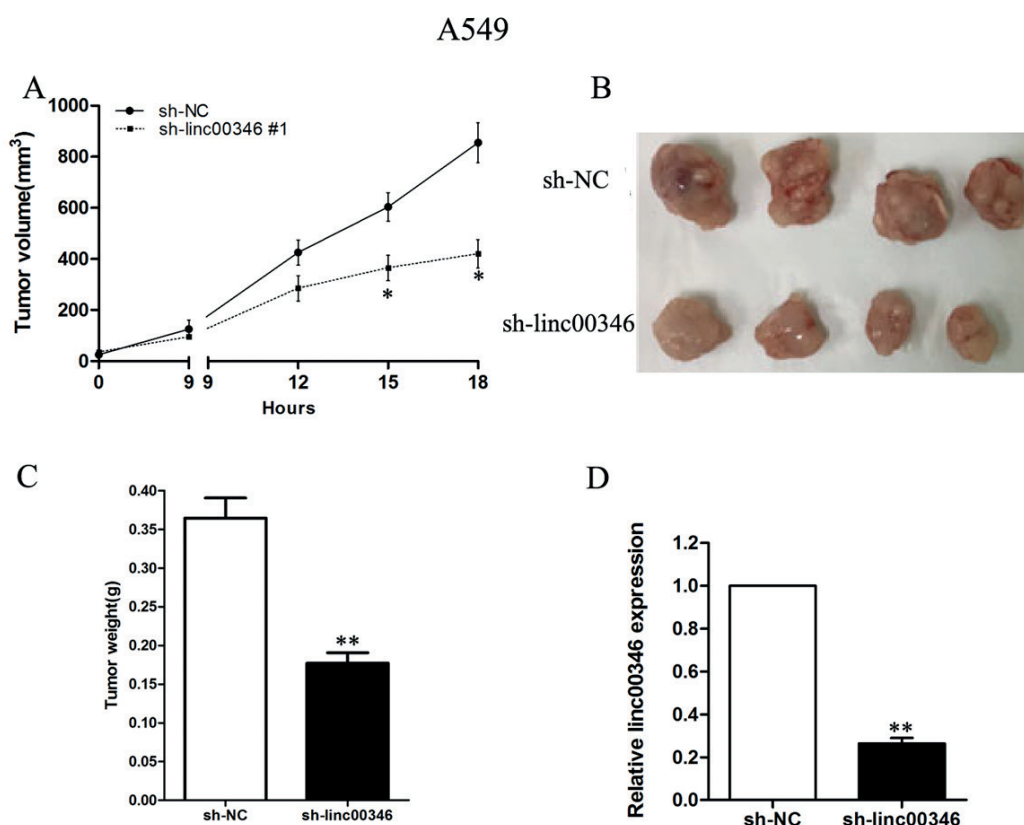 A549
A
sh-NC
sh-linc00346 #1
Tumor volume(mm³)
1000
800
600
400
200
0
0
9
9
12
15
18
Hours
*
*
B
sh-NC
sh-linc00346
C
Tumor weight(g)
0.40
0.35
0.30
0.25
0.20
0.15
0.10
0.05
0.00
**
sh-NC
sh-linc00346
D
Relative linc00346 expression
1.2
1.0
0.8
0.6
0.4
0.2
0.0
**
sh-NC
sh-linc00346